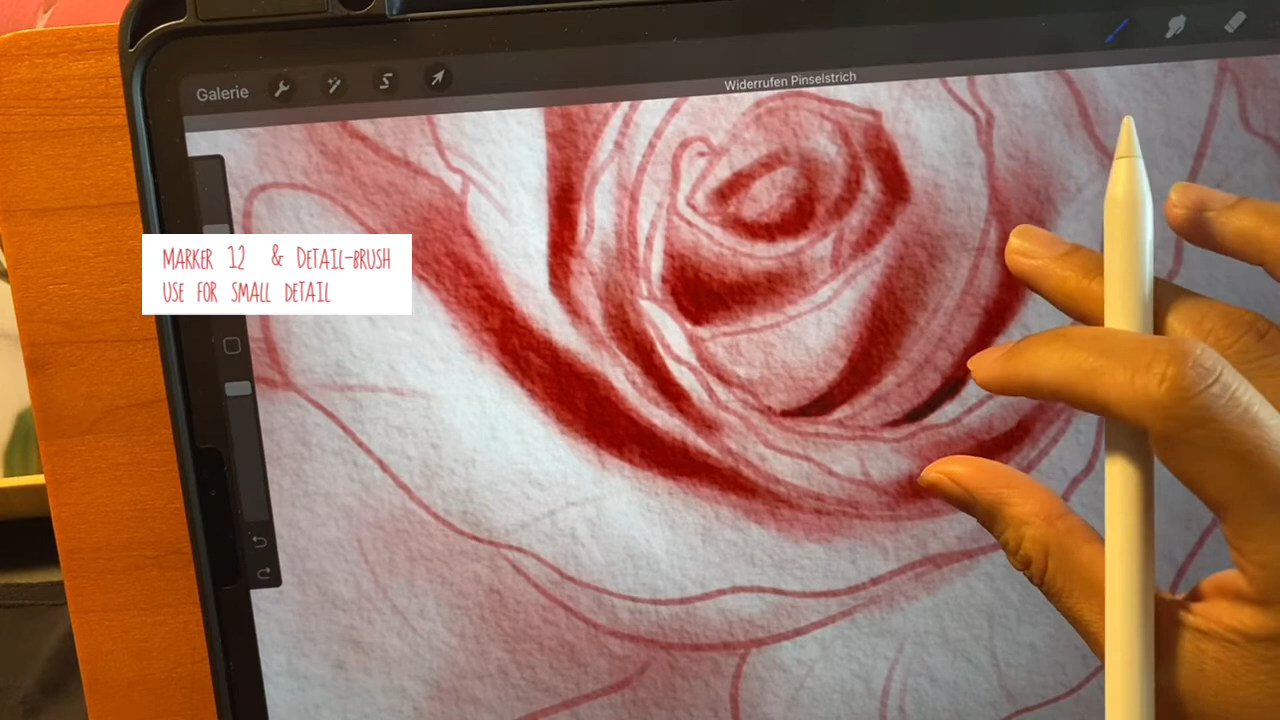 Galerie
Widerrufen Pinselstrich
MARKER 12 & DETAIL-BRUSH
USE FOR SMALL DETAIL